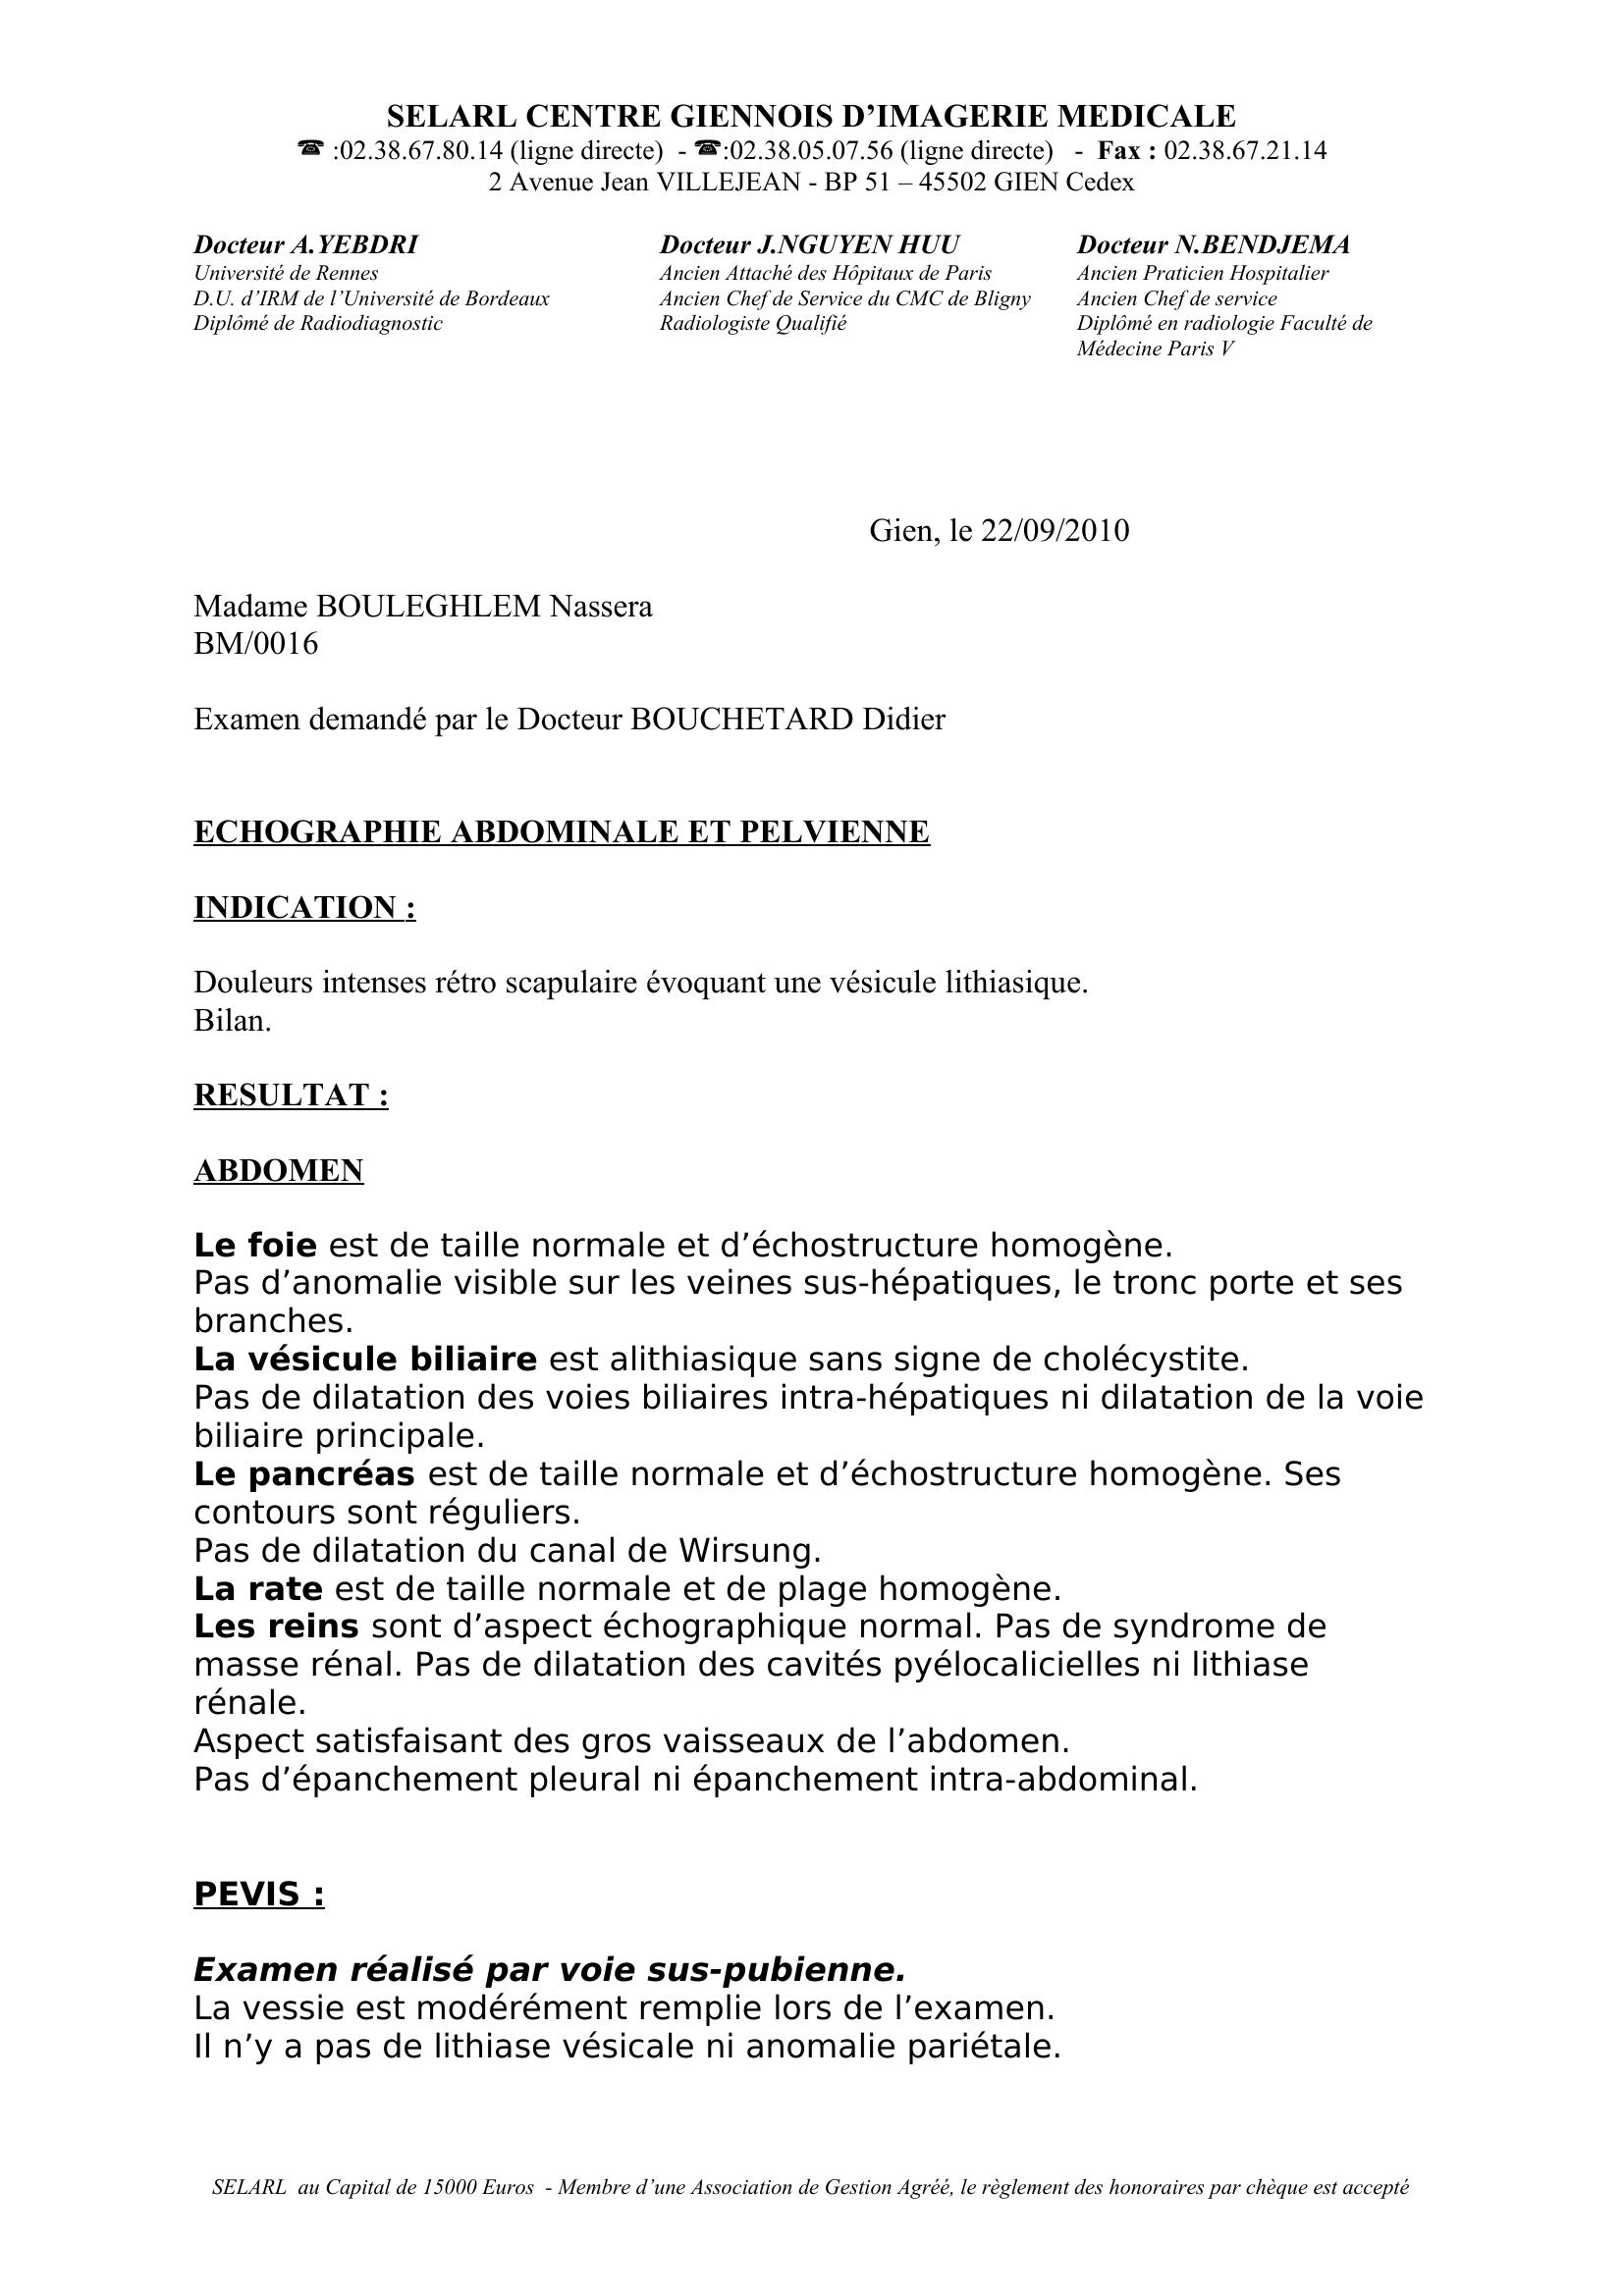 SELARL CENTRE GIENNOIS D’IMAGERIE MEDICALE
☎ :02.38.67.80.14 (ligne directe) - ☎:02.38.05.07.56 (ligne directe) - Fax : 02.38.67.21.14
2 Avenue Jean VILLEJEAN - BP 51 – 45502 GIEN Cedex
Docteur A.YEBDRI
Université de Rennes
D.U. d’IRM de l’Université de Bordeaux
Diplômé de Radiodiagnostic
Docteur J.NGUYEN HUU
Ancien Attaché des Hôpitaux de Paris
Ancien Chef de Service du CMC de Bligny
Radiologiste Qualifié
Docteur N.BENDJEMA
Ancien Praticien Hospitalier
Ancien Chef de service
Diplômé en radiologie Faculté de
Médecine Paris V
Gien, le 22/09/2010
Madame BOULEGHLEM Nassera
BM/0016
Examen demandé par le Docteur BOUCHETARD Didier
ECHOGRAPHIE ABDOMINALE ET PELVIENNE
INDICATION :
Douleurs intenses rétro scapulaire évoquant une vésicule lithiasique.
Bilan.
RESULTAT :
ABDOMEN
Le foie est de taille normale et d’échostructure homogène.
Pas d’anomalie visible sur les veines sus-hépatiques, le tronc porte et ses
branches.
La vésicule biliaire est alithiasique sans signe de cholécystite.
Pas de dilatation des voies biliaires intra-hépatiques ni dilatation de la voie
biliaire principale.
Le pancréas est de taille normale et d’échostructure homogène. Ses
contours sont réguliers.
Pas de dilatation du canal de Wirsung.
La rate est de taille normale et de plage homogène.
Les reins sont d’aspect échographique normal. Pas de syndrome de
masse rénal. Pas de dilatation des cavités pyélocalicielles ni lithiase
rénale.
Aspect satisfaisant des gros vaisseaux de l’abdomen.
Pas d’épanchement pleural ni épanchement intra-abdominal.
PEVIS :
Examen réalisé par voie sus-pubienne.
La vessie est modérément remplie lors de l’examen.
Il n’y a pas de lithiase vésicale ni anomalie pariétale.
SELARL au Capital de 15000 Euros - Membre d’une Association de Gestion Agréé, le règlement des honoraires par chèque est accepté